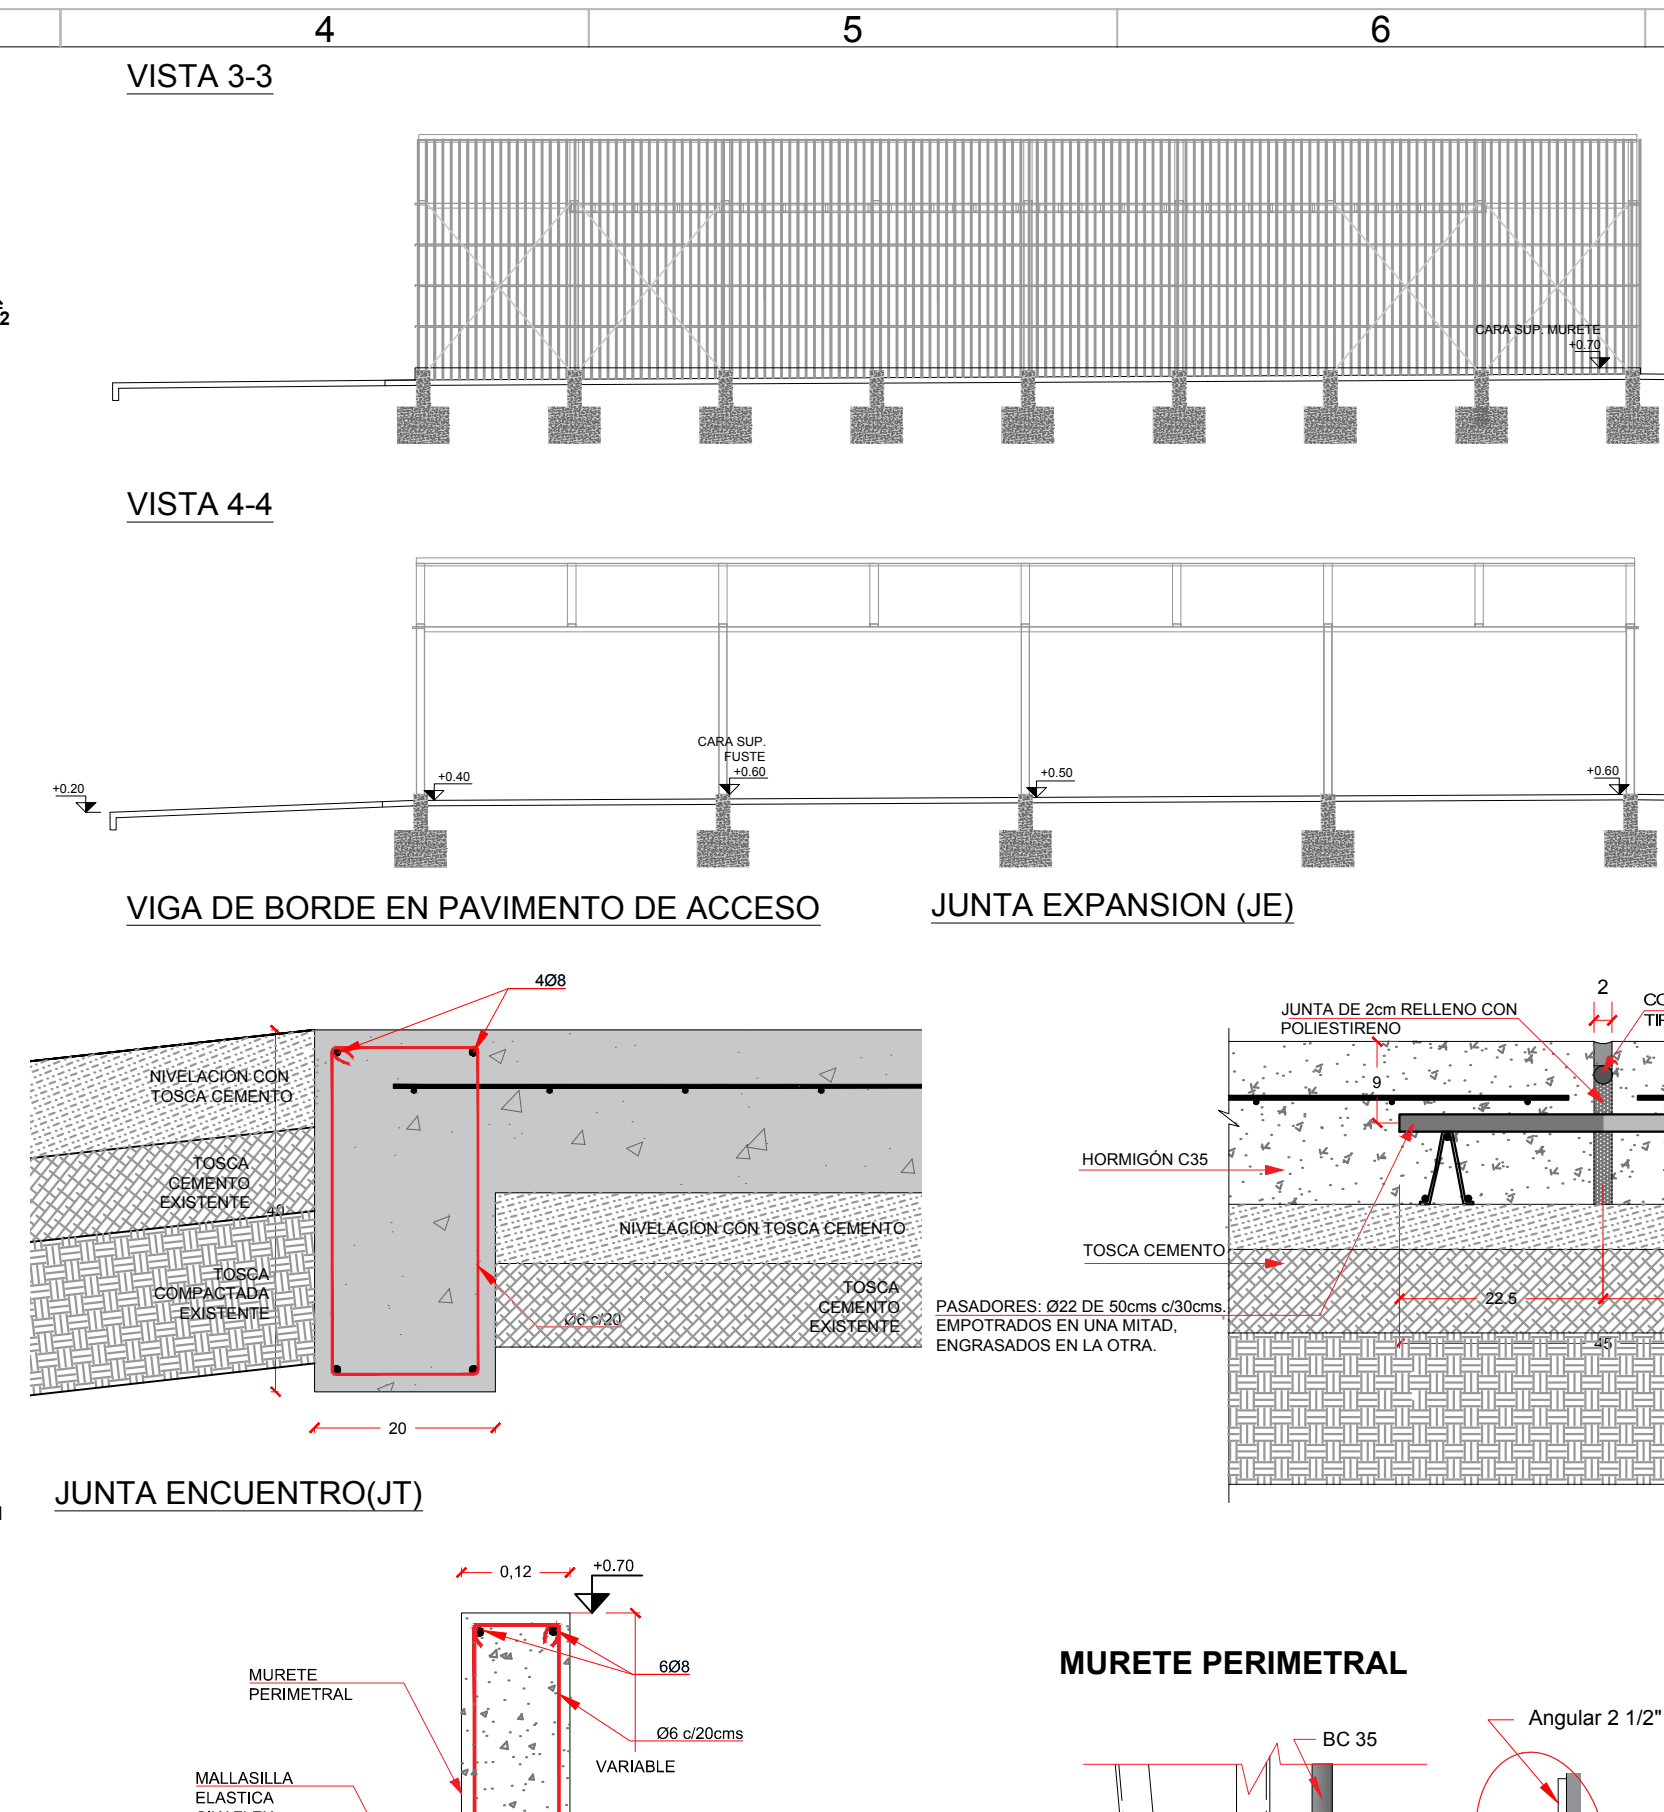 4
5
6
VISTA 3-3
2
CARA SUP. MURETE
+0.70
VISTA 4-4
CARA SUP.
FUSTE
+0.60
+0.20
+0.40
+0.50
+0.60
VIGA DE BORDE EN PAVIMENTO DE ACCESO
JUNTA EXPANSION (JE)
4Ø8
NIVELACION CON
TOSCA CEMENTO
TOSCA
CEMENTO
EXISTENTE
40
TOSCA
COMPACTADA
EXISTENTE
NIVELACION CON TOSCA CEMENTO
TOSCA
CEMENTO
EXISTENTE
Ø6 c/20
20
2
JUNTA DE 2cm RELLENO CON
POLIESTIRENO
9
HORMIGÓN C35
TOSCA CEMENTO
PASADORES: Ø22 DE 50cms c/30cms.
EMPOTRADOS EN UNA MITAD,
ENGRASADOS EN LA OTRA.
22.5
45
JUNTA ENCUENTRO(JT)
0,12
+0.70
MURETE
PERIMETRAL
6Ø8
Ø6 c/20cms
VARIABLE
MALLASILLA
ELASTICA
MURETE PERIMETRAL
BC 35
Angular 2 1/2"